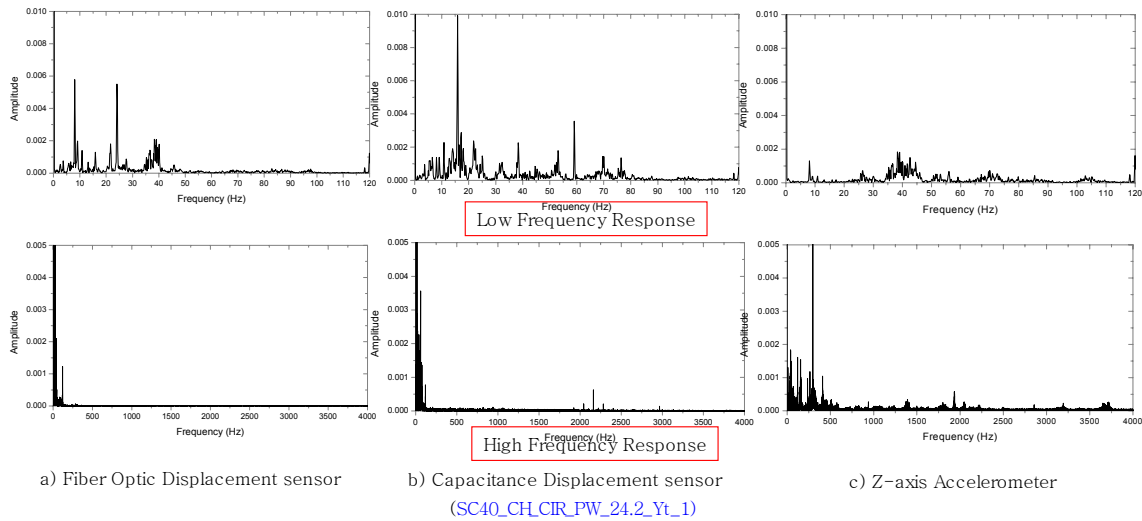 0.010
0.008
0.006
0.004
0.002
0.000
Amplitude
0 10 20 30 40 50 60 70 80 90 100 110 120
Frequency (Hz)
0.010
0.008
0.006
0.004
0.002
0.000
Amplitude
0 10 20 30 40 50 60 70 80 90 100 110 120
Frequency (Hz)
0.010
0.008
0.006
0.004
0.002
0.000
Amplitude
0 10 20 30 40 50 60 70 80 90 100 110 120
Frequency (Hz)
Low Frequency Response
0.005
0.004
0.003
0.002
0.001
0.000
Amplitude
0 500 1000 1500 2000 2500 3000 3500 4000
Frequency (Hz)
0.005
0.004
0.003
0.002
0.001
0.000
Amplitude
0 500 1000 1500 2000 2500 3000 3500 4000
Frequency (Hz)
0.005
0.004
0.003
0.002
0.001
0.000
Amplitude
0 500 1000 1500 2000 2500 3000 3500 4000
Frequency (Hz)
High Frequency Response
a) Fiber Optic Displacement sensor
b) Capacitance Displacement sensor
(SC40_CH_CIR_PW_24.2_Yt_1)
c) Z-axis Accelerometer